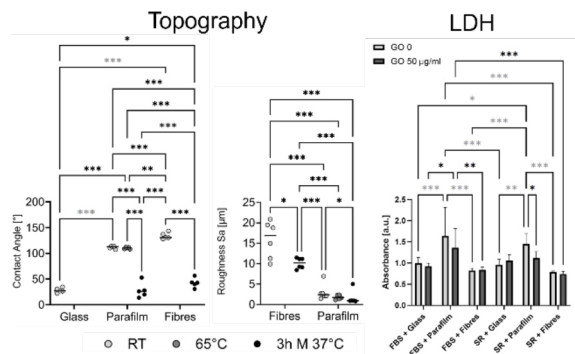 Topography
LDH
GO 0
GO 50 µg/ml
*
***
***
***
***
***
***
**
***
***
***
***
***
***
Contact Angle [°]
200
150
100
50
0
Glass
Parafilm
Fibres
***
***
***
***
***
*
***
***
*
Roughness Sa [µm]
25
20
15
10
5
0
Fibres
Parafilm
***
***
*
***
***
*
**
***
***
**
*
***
Absorbance [a.u.]
2.5
2.0
1.5
1.0
0.5
0.0
FBS + Glass
FBS + Parafilm
FBS + Fibres
SR + Glass
SR + Parafilm
SR + Fibres
RT
65°C
3h M 37°C